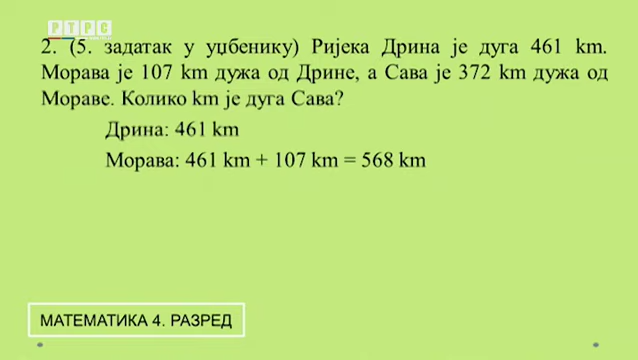 РТРС
2. (5. задатак у уџбенику) Ријека Дрина је дуга 461 km.
Морава је 107 km дужа од Дрине, а Сава је 372 km дужа од
Мораве. Колико km је дуга Сава?
Дрина: 461 km
Морава: 461 km + 107 km = 568 km
МАТЕМАТИКА 4. РАЗРЕД